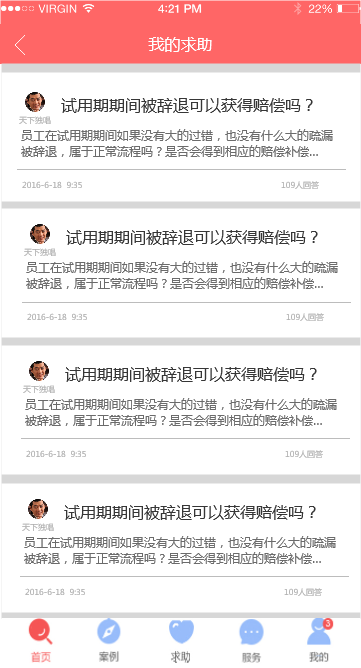 VIRGIN 4:21 PM 22%
我的求助
试用期期间被辞退可以获得赔偿吗？
天下独唱
员工在试用期期间如果没有大的过错，也没有什么大的疏漏
被辞退，属于正常流程吗？是否会得到相应的赔偿补偿...
2016-6-18 9:35 109人回答
试用期期间被辞退可以获得赔偿吗？
天下独唱
员工在试用期期间如果没有大的过错，也没有什么大的疏漏
被辞退，属于正常流程吗？是否会得到相应的赔偿补偿...
2016-6-18 9:35 109人回答
试用期期间被辞退可以获得赔偿吗？
天下独唱
员工在试用期期间如果没有大的过错，也没有什么大的疏漏
被辞退，属于正常流程吗？是否会得到相应的赔偿补偿...
2016-6-18 9:35 109人回答
试用期期间被辞退可以获得赔偿吗？
天下独唱
员工在试用期期间如果没有大的过错，也没有什么大的疏漏
被辞退，属于正常流程吗？是否会得到相应的赔偿补偿...
2016-6-18 9:35 109人回答
3
首页 案例 求助 服务 我的